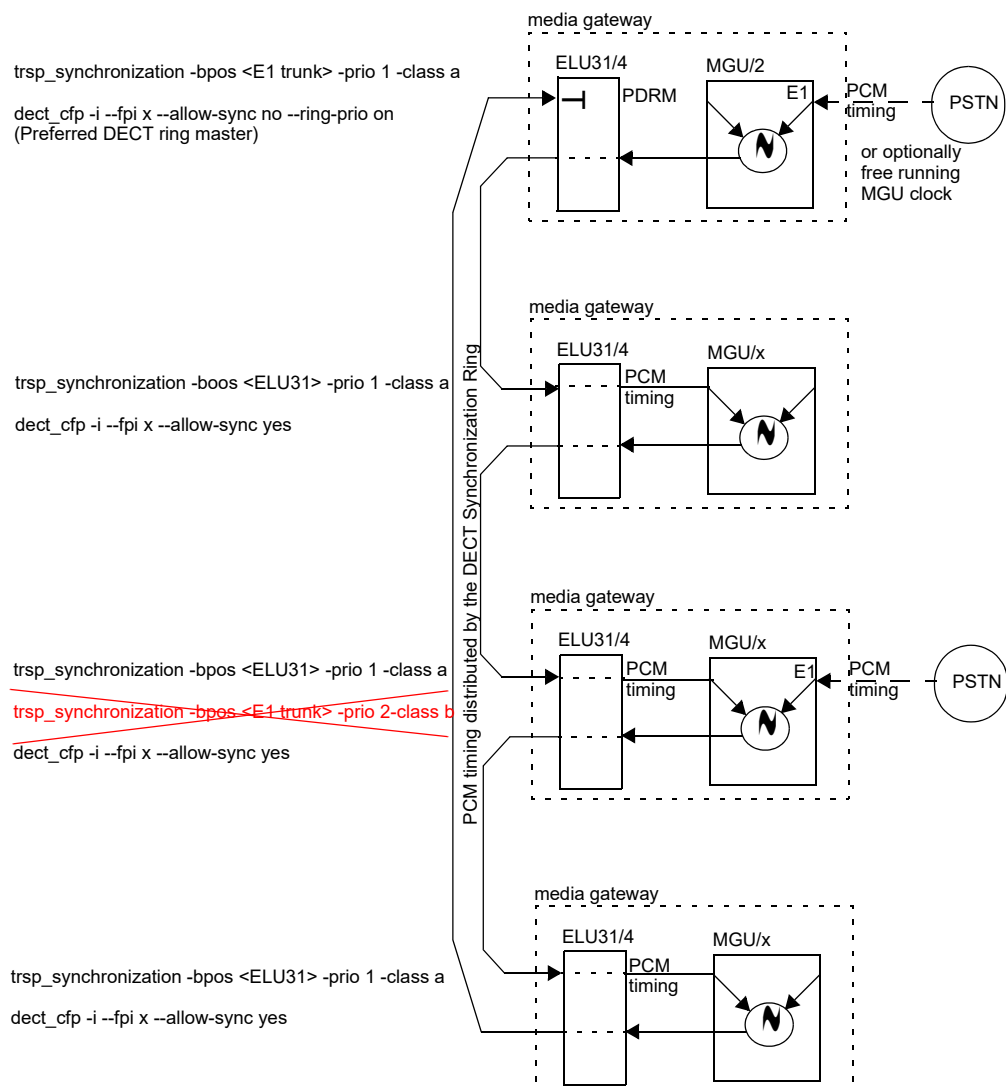 media gateway
trsp_synchronization -bpos <E1 trunk> -prio 1 -class a
dect_cfp -i --fpi x --allow-sync no --ring-prio on
(Preferred DECT ring master)
ELU31/4
PDRM
MGU/2
E1
PCM
timing
PSTN
or optionally
free running
MGU clock
PCM timing distributed by the DECT Synchronization Ring
media gateway
trsp_synchronization -boos <ELU31> -prio 1 -class a
dect_cfp -i --fpi x --allow-sync yes
ELU31/4
PCM
timing
MGU/x
media gateway
trsp_synchronization -bpos <ELU31> -prio 1 -class a
trsp_synchronization -bpos <E1 trunk> -prio 2-class b
dect_cfp -i --fpi x --allow-sync yes
ELU31/4
PCM
timing
MGU/x
E1
PCM
timing
PSTN
media gateway
trsp_synchronization -bpos <ELU31> -prio 1 -class a
dect_cfp -i --fpi x --allow-sync yes
ELU31/4
PCM
timing
MGU/x